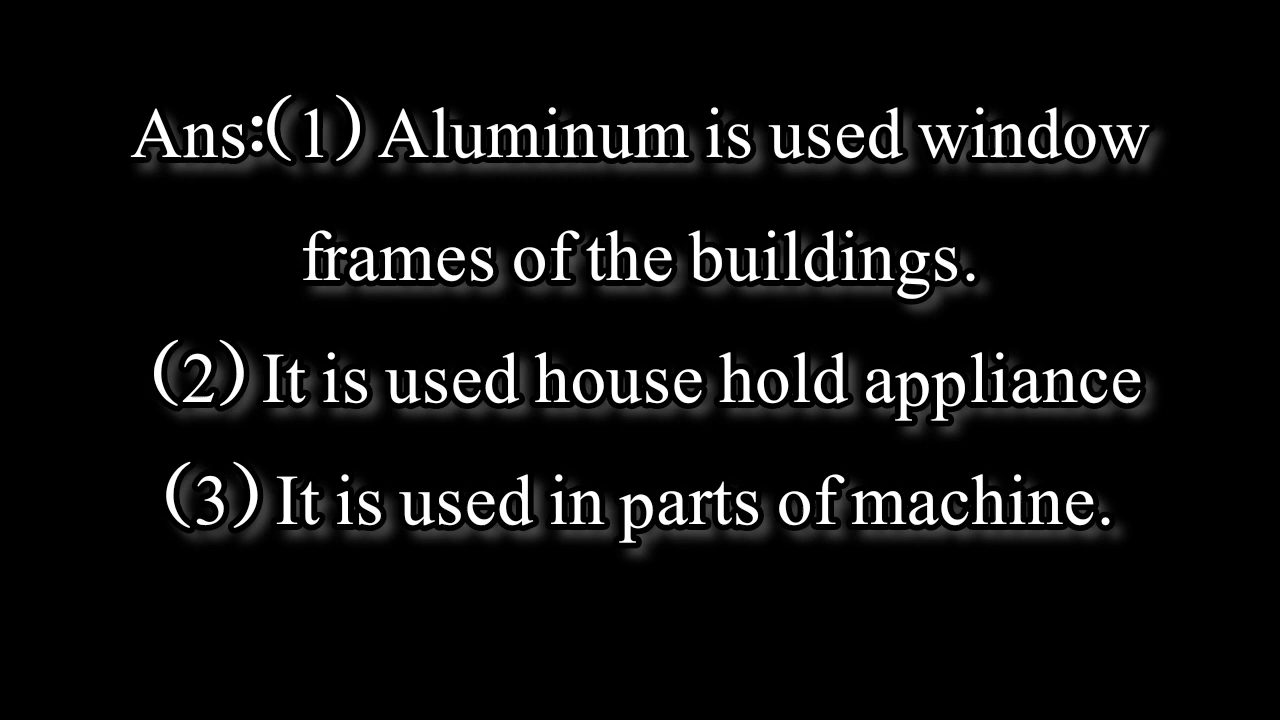 Ans:(1) Aluminum is used window
frames of the buildings.
(2) It is used house hold appliance
(3) It is used in parts of machine.